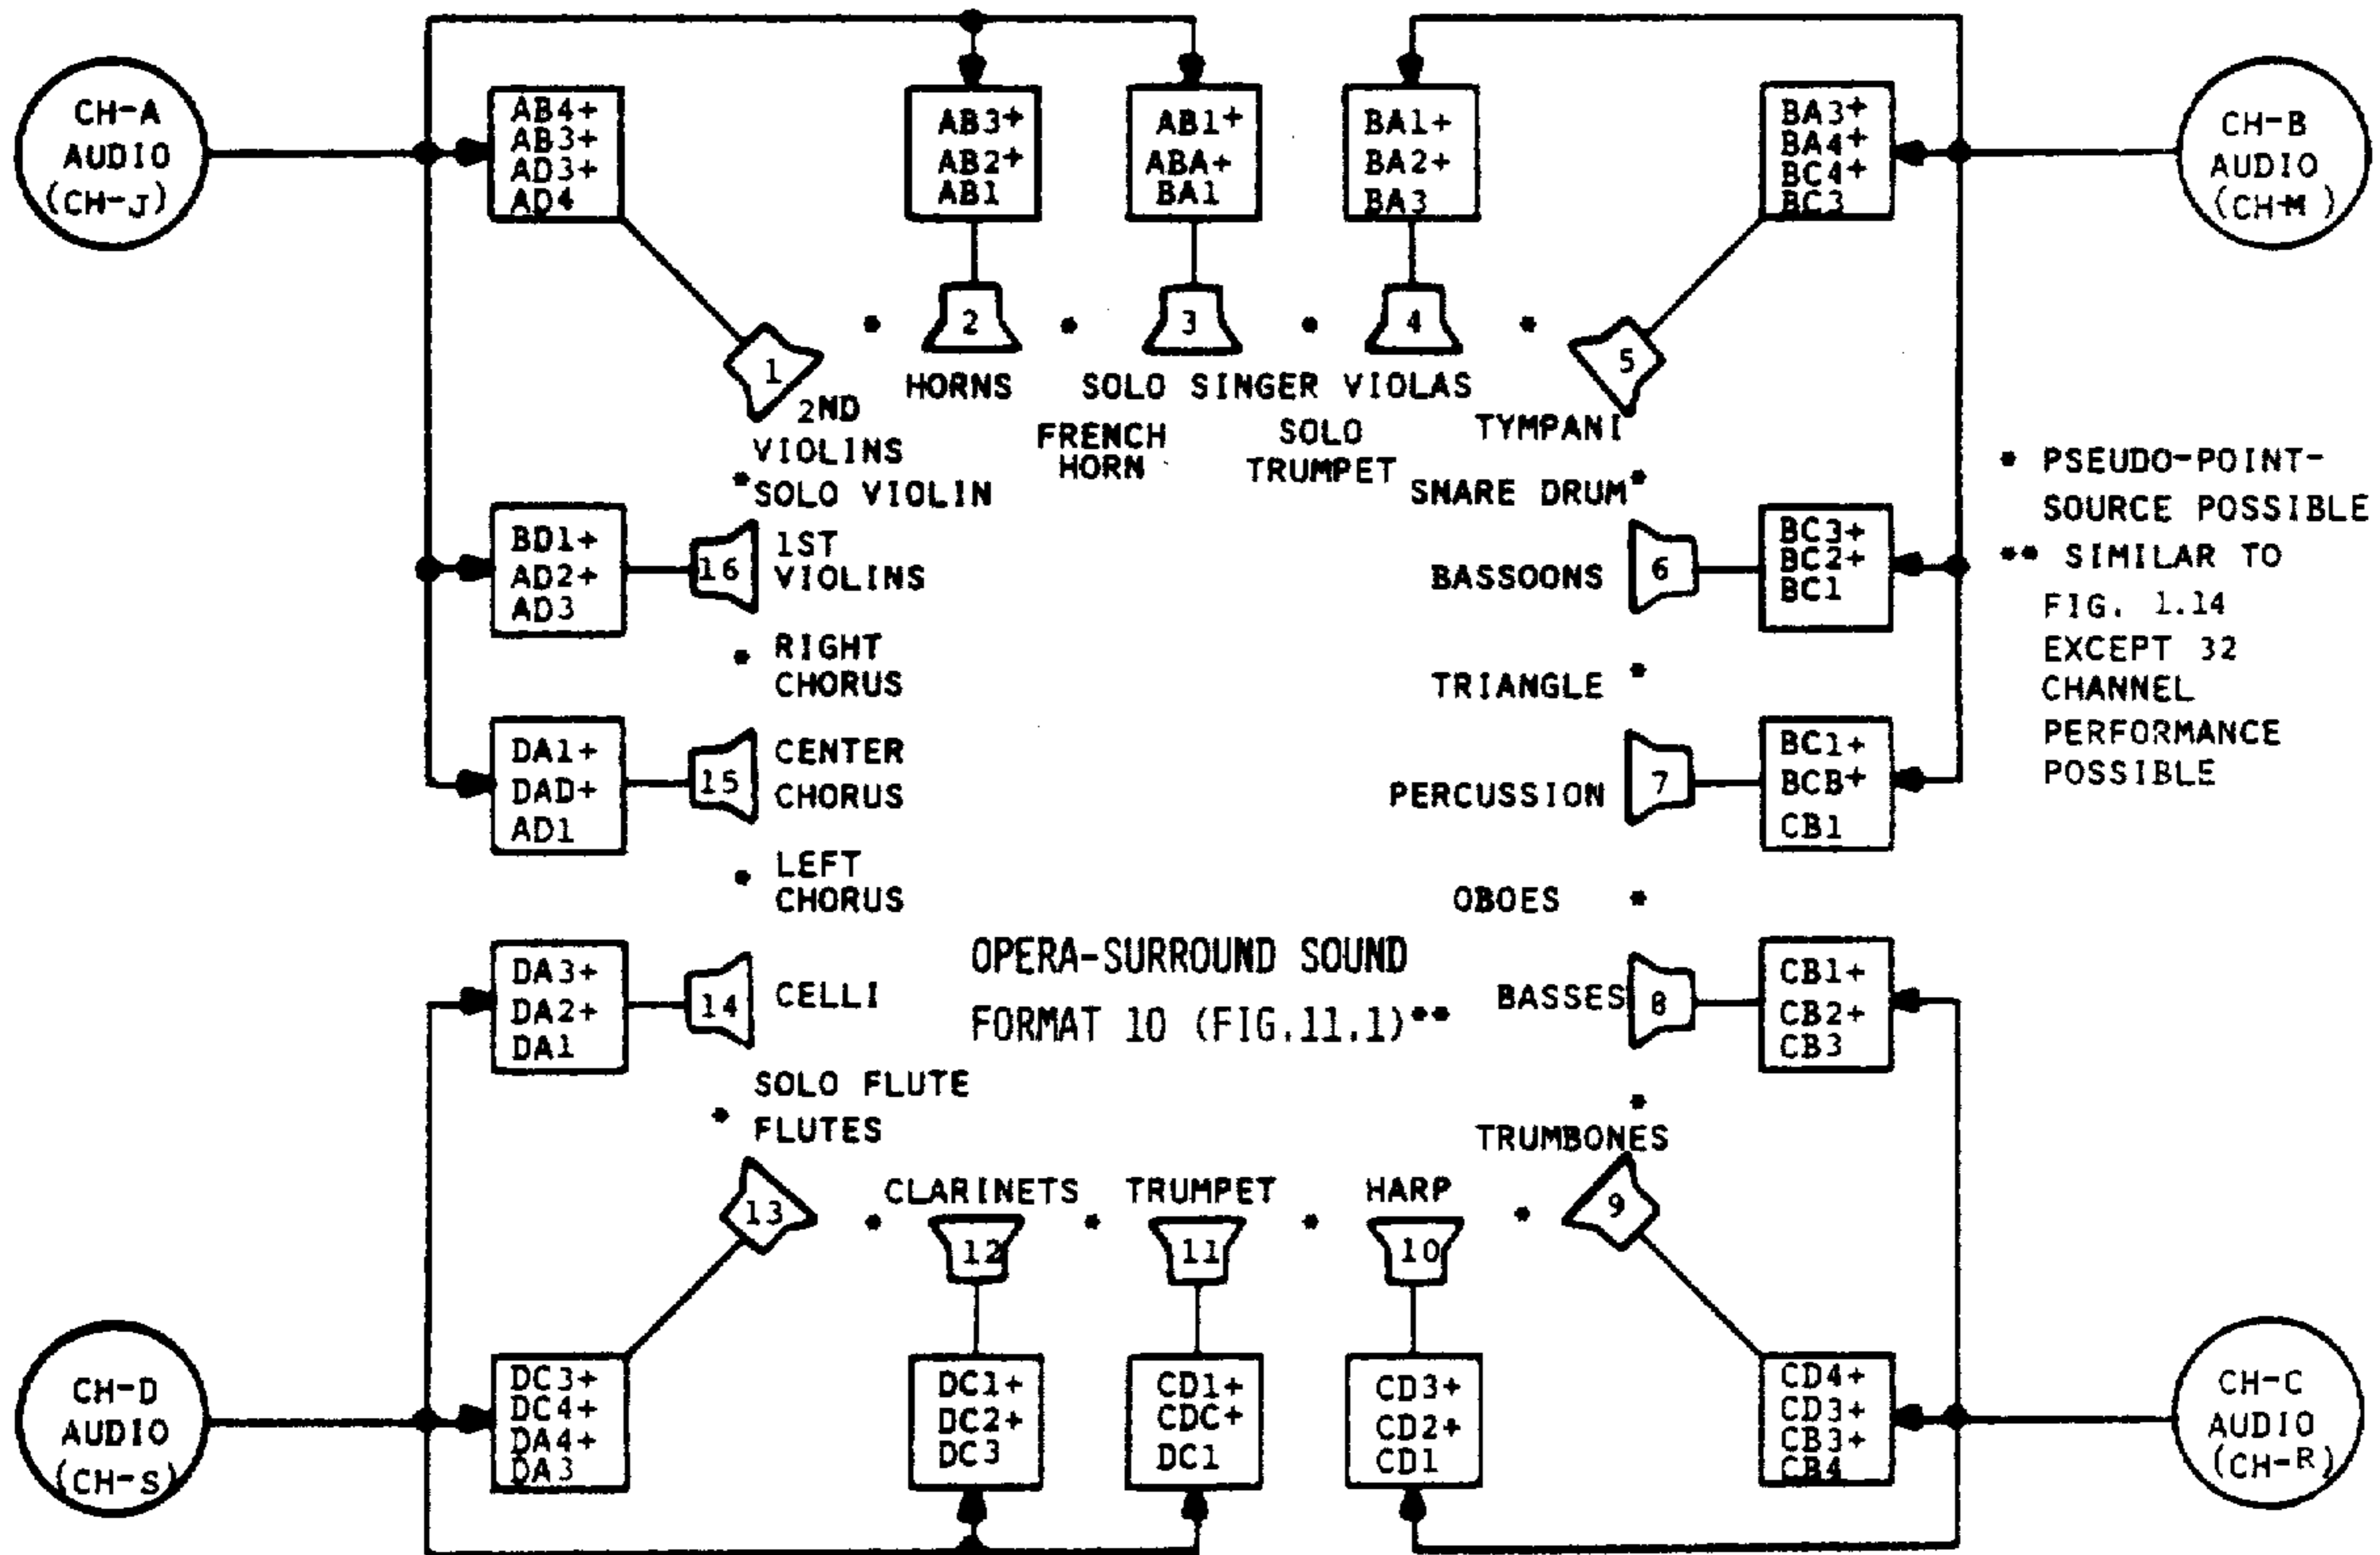 CH-A
AUDIO
(CH-J)
AB4+
AB3+
AD3+
AD4
AB3+
AB2+
AB1
AB1+
ABA+
BA1
BA1+
BA2+
BA3
BA3+
BA4+
BC4+
BC3
CH-B
AUDIO
(CH-M)
1
2
3
4
5
2ND
VIOLINS
HORNS
SOLO SINGER VIOLAS
FRENCH
HORN
SOLO
TRUMPET
TYMPANI
* SOLO VIOLIN
SNARE DRUM *
* PSEUDO-POINT-
SOURCE POSSIBLE
** SIMILAR TO
FIG. 1.14
EXCEPT 32
CHANNEL
PERFORMANCE
POSSIBLE
BD1+
AD2+
AD3
16
1ST
VIOLINS
BASSOONS
6
BC3+
BC2+
BC1
* RIGHT
CHORUS
TRIANGLE *
DA1+
DAD+
AD1
15
CENTER
CHORUS
PERCUSSION
7
BC1+
BCB+
CB1
* LEFT
CHORUS
OBOES *
DA3+
DA2+
DA1
14
CELLI
OPERA-SURROUND SOUND
FORMAT 10 (FIG.11.1)**
BASSES
8
CB1+
CB2+
CB3
SOLO FLUTE
* FLUTES
TRUMBONES
13
CLARINETS
TRUMPET
HARP
12
11
10
9
CH-D
AUDIO
(CH-S)
DC3+
DC4+
DA4+
DA3
DC1+
DC2+
DC3
CD1+
CDC+
DC1
CD3+
CD2+
CD1
CD4+
CD3+
CB3+
CB4
CH-C
AUDIO
(CH-R)